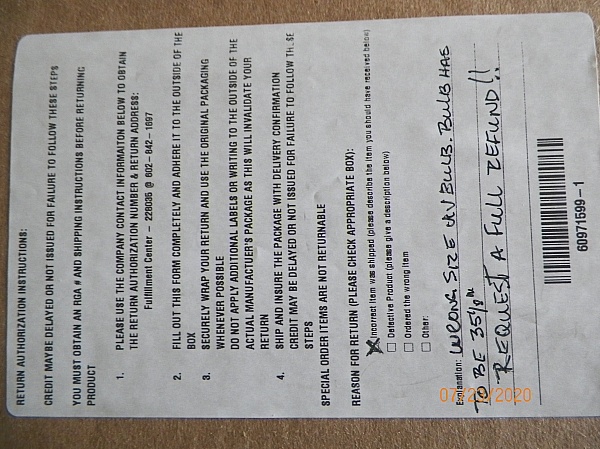 RETURN AUTHORIZATION INSTRUCTIONS:
CREDIT MAYBE DELAYED OR NOT ISSUED FOR FAILURE TO FOLLOW THESE STEPS
YOU MUST OBTAIN AN RGA # AND SHIPPING INSTRUCTIONS BEFORE RETURNING
PRODUCT
1. PLEASE USE THE COMPANY CONTACT INFORMAITON BELOW TO OBTAIN
THE RETURN AUTHORIZATION NUMBER & RETURN ADDRESS:
Fulfillment Center – 228036 @ 602-842-1697
2. FILL OUT THIS FORM COMPLETELY AND ADHERE IT TO THE OUTSIDE OF THE
BOX
3. SECURELY WRAP YOUR RETURN AND USE THE ORIGINAL PACKAGING
WHENEVER POSSIBLE
DO NOT APPLY ADDITIONAL LABELS OR WRITING TO THE OUTSIDE OF THE
ACTUAL MANUFACTURER'S PACKAGE AS THIS WILL INVALIDATE YOUR
RETURN
4. SHIP AND INSURE THE PACKAGE WITH DELIVERY CONFIRMATION
CREDIT MAY BE DELAYED OR NOT ISSUED FOR FAILURE TO FOLLOW THESE
STEPS
SPECIAL ORDER ITEMS ARE NOT RETURNABLE
REASON FOR RETURN (PLEASE CHECK APPROPRIATE BOX):
Incorrect item was shipped (please describe the item you should have received below)
Defective Product (please give a description below)
Ordered the wrong item
Other:
Explanation: WRONG SIZE UV BULB. BULB HAS
TO BE 35 1/8 IN
REQUEST A FULL REFUND!!
60971599-1
2020